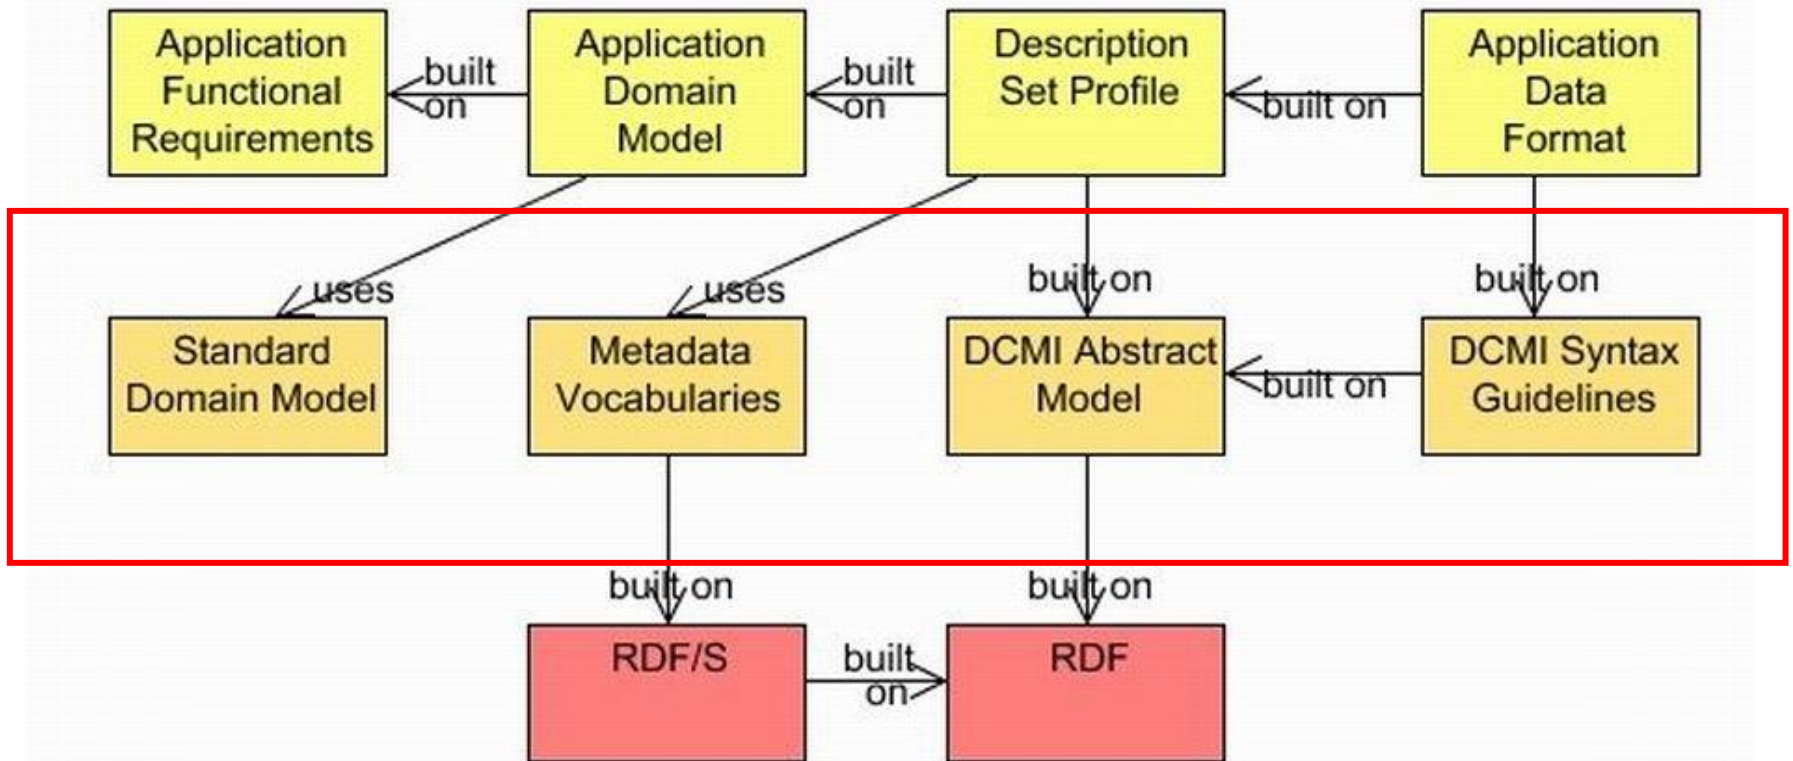 Application
Functional
Requirements
built
on
Application
Domain
Model
built
on
Description
Set Profile
built on
Application
Data
Format
uses
uses
built on
built on
Standard
Domain Model
Metadata
Vocabularies
DCMI Abstract
Model
built on
DCMI Syntax
Guidelines
built on
built on
RDF/S
built
on
RDF